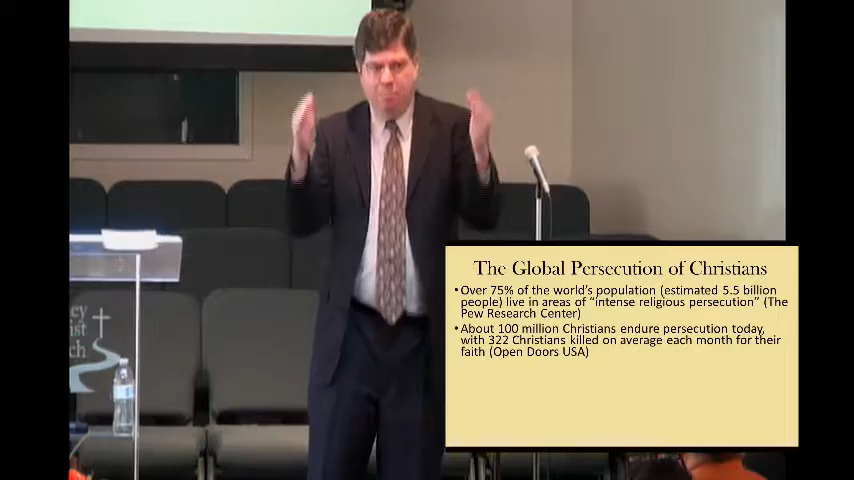 The Global Persecution of Christians
• Over 75% of the world's population (estimated 5.5 billion
people) live in areas of "intense religious persecution" (The
Pew Research Center)
• About 100 million Christians endure persecution today,
with 322 Christians killed on average each month for their
faith (Open Doors USA)